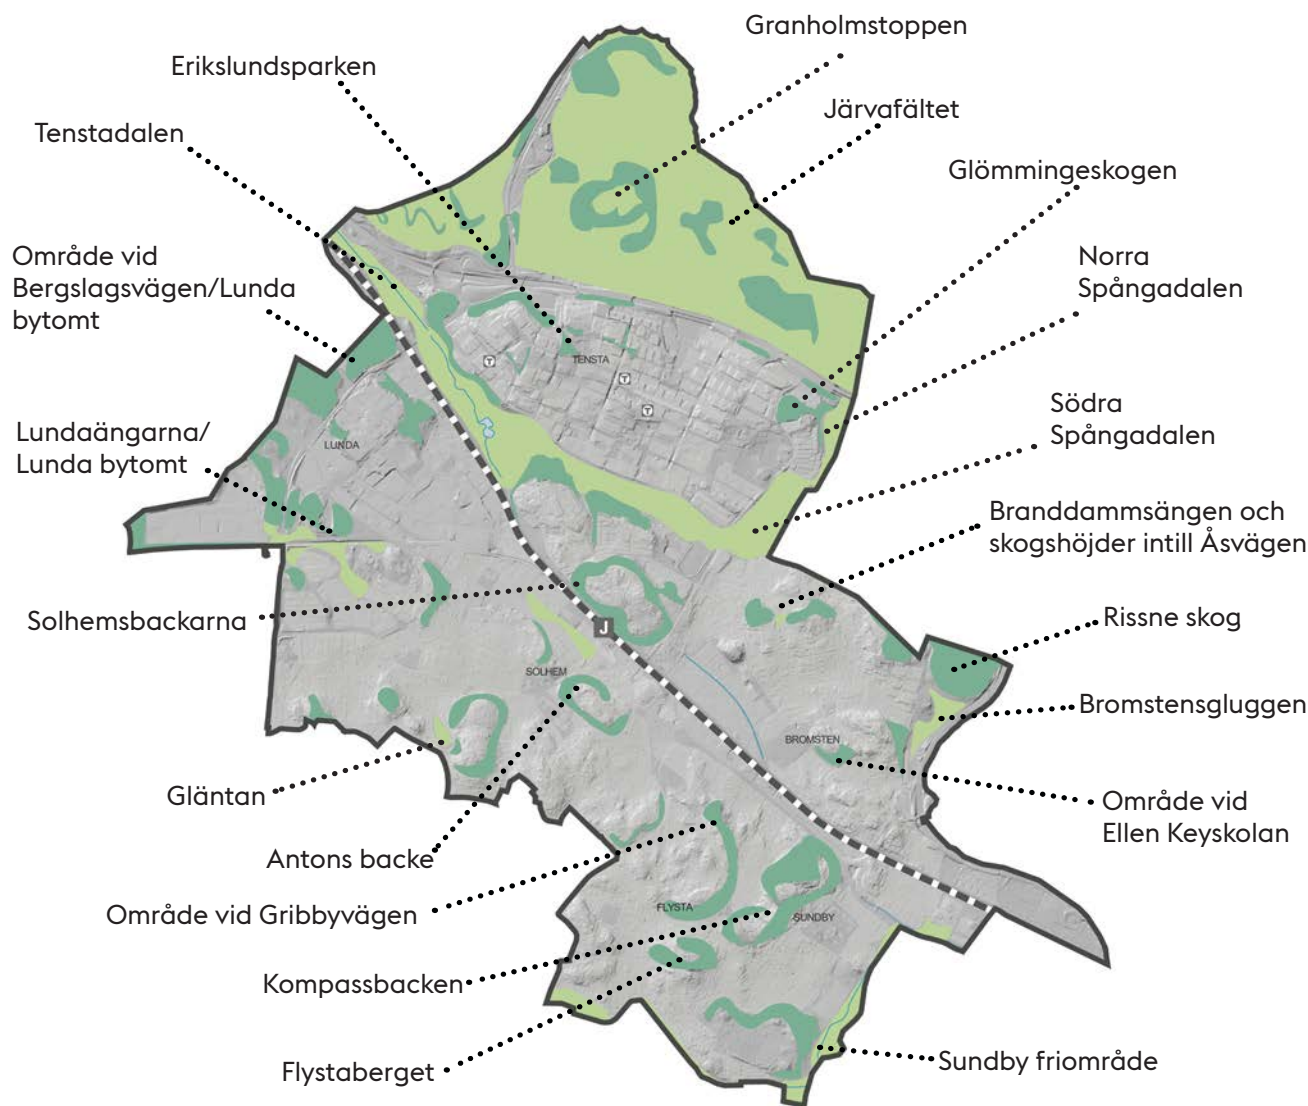 Granholmstoppen
Erikslundsparken
Järvafältet
Tenstadalen
Glömmingeskogen
Område vid
Bergslagsvägen/Lunda
bytomt
Norra
Spångadalen
TENSTA
T
T
T
Södra
Spångadalen
Lundaängarna/
Lunda bytomt
LUNDA
Branddammsängen och
skogshöjder intill Åsvägen
Solhemsbackarna
J
Rissne skog
SOLHEM
Bromstensgluggen
BROMSTEN
Gläntan
Område vid
Ellen Keyskolan
Antons backe
Område vid Gribbyvägen
FLYSTA
SUNDBY
Kompassbacken
Flystaberget
Sundby friområde